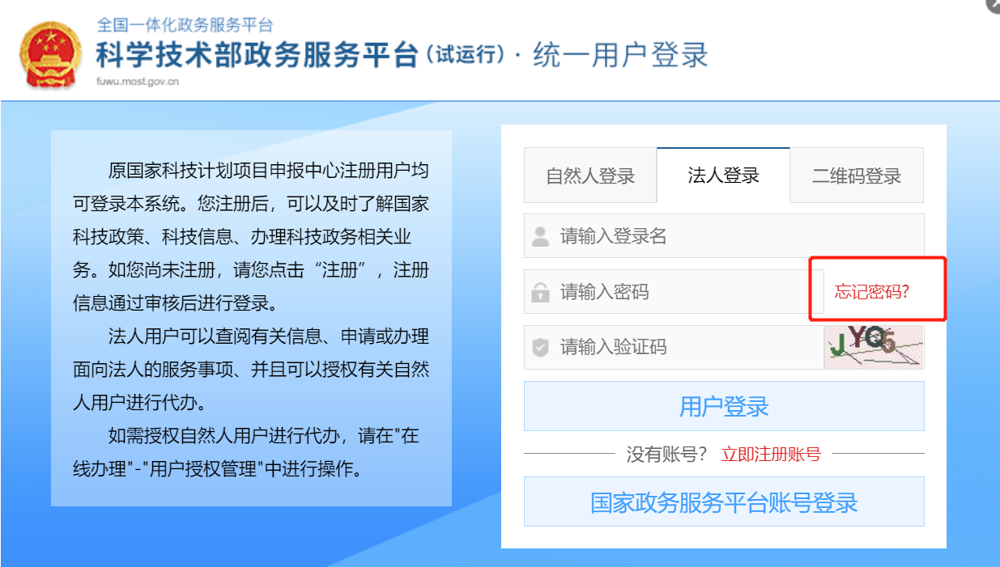 全国一体化政务服务平台
科学技术部政务服务平台(试运行)·统一用户登录
fuwu.most.gov.cn
原国家科技计划项目申报中心注册用户均
可登录本系统。您注册后，可以及时了解国家
科技政策、科技信息、办理科技政务相关业
务。如您尚未注册，请您点击“注册”，注册
信息通过审核后进行登录。
法人用户可以查阅有关信息、申请或办理
面向法人的服务事项、并且可以授权有关自然
人用户进行代办。
如需授权自然人用户进行代办，请在"在
线办理"-"用户授权管理"中进行操作。
自然人登录 法人登录 二维码登录
请输入登录名
请输入密码 忘记密码?
请输入验证码 JYQ5
用户登录
没有账号? 立即注册账号
国家政务服务平台账号登录